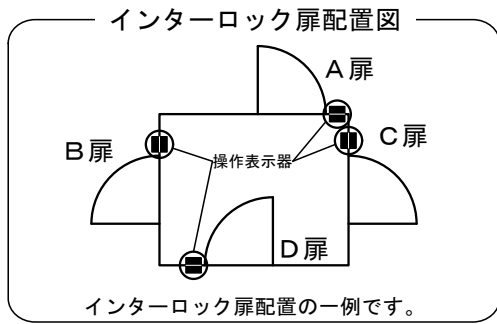 インターロック扉配置図
A扉
B扉
操作表示器
C扉
D扉
インターロック扉配置の一例です。